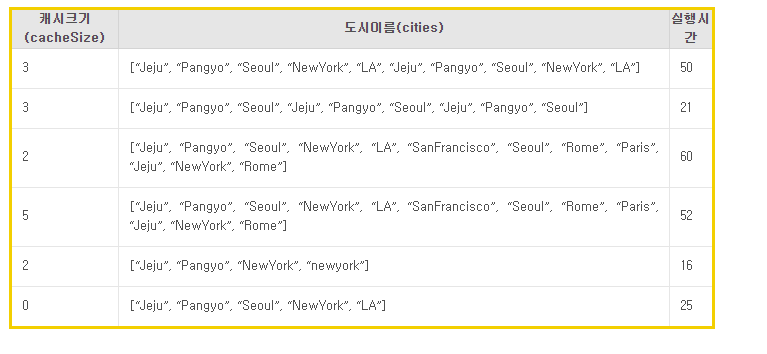 캐시크기 (cacheSize) 도시이름(cities) 실행시간
3 [“Jeju”, “Pangyo”, “Seoul”, “NewYork”, “LA”, “Jeju”, “Pangyo”, “Seoul”, “NewYork”, “LA”] 50
3 [“Jeju”, “Pangyo”, “Seoul”, “Jeju”, “Pangyo”, “Seoul”, “Jeju”, “Pangyo”, “Seoul”] 21
2 [“Jeju”, “Pangyo”, “Seoul”, “NewYork”, “LA”, “SanFrancisco”, “Seoul”, “Rome”, “Paris”, 60
“Jeju”, “NewYork”, “Rome”]
5 [“Jeju”, “Pangyo”, “Seoul”, “NewYork”, “LA”, “SanFrancisco”, “Seoul”, “Rome”, “Paris”, 52
“Jeju”, “NewYork”, “Rome”]
2 [“Jeju”, “Pangyo”, “NewYork”, “newyork”] 16
0 [“Jeju”, “Pangyo”, “Seoul”, “NewYork”, “LA”] 25